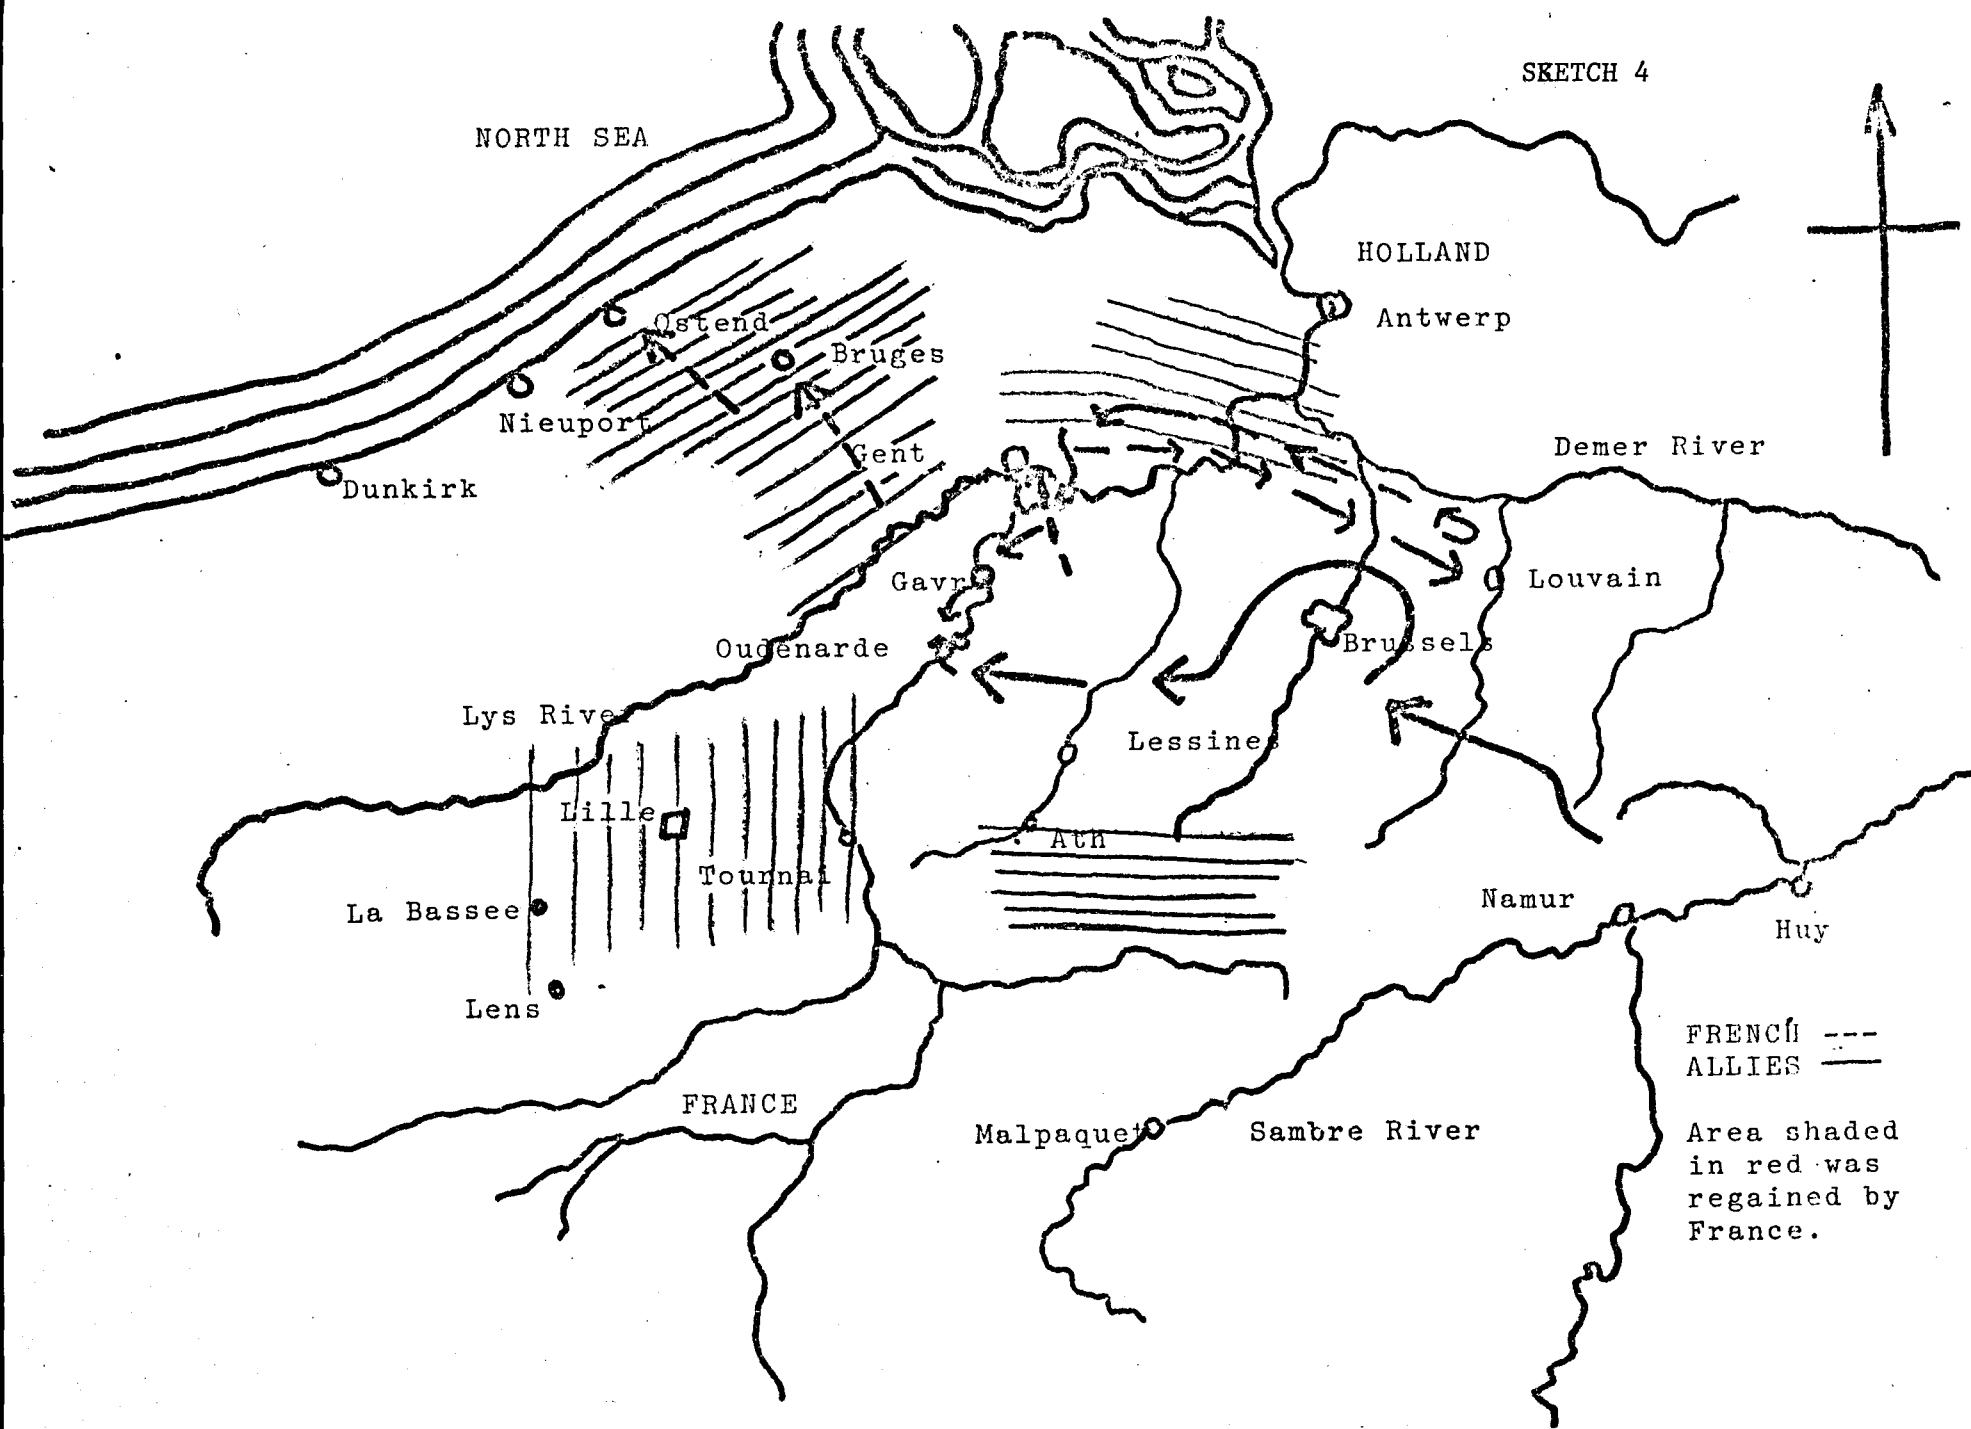 SKETCH 4
NORTH SEA
HOLLAND
Antwerp
Ostend
Bruges
Nieuport
Gent
Demer River
Dunkirk
Gavre
Louvain
Oudenarde
Brussels
Lys River
Lessines
Lille
Ath
Tournai
La Bassee
Namur
Huy
Lens
FRENCH ---
ALLIES —
FRANCE
Malpaquet
Sambre River
Area shaded
in red was
regained by
France.